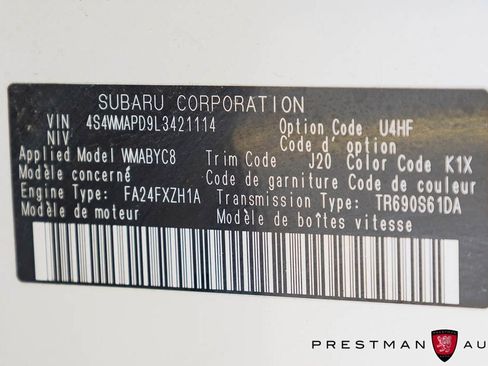 SUBARU CORPORATION
VIN 4S4WMAPD9L3421114 Option Code U4HF
NIV Code d'option
Applied Model WMABYC8 Trim Code J20 Color Code K1X
Modèle concerné Code de garniture Code de couleur
Engine Type: FA24FXZH1A Transmission Type: TR690S61DA
Modèle de moteur Modèle de boîtes vitesse
PRESTMAN AU